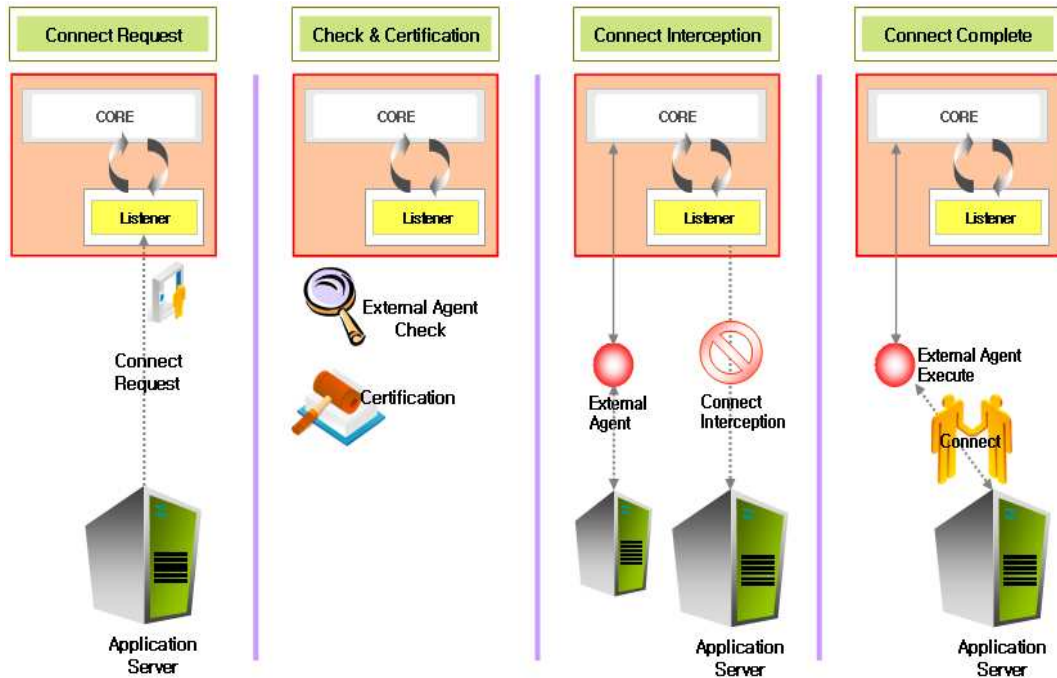 Connect Request
CORE
Listener
Connect
Request
Application
Server
Check & Certification
CORE
Listener
External Agent
Check
Certification
Connect Interception
CORE
Listener
External
Agent
Connect
Interception
Application
Server
Connect Complete
CORE
Listener
External Agent
Execute
Connect
Application
Server